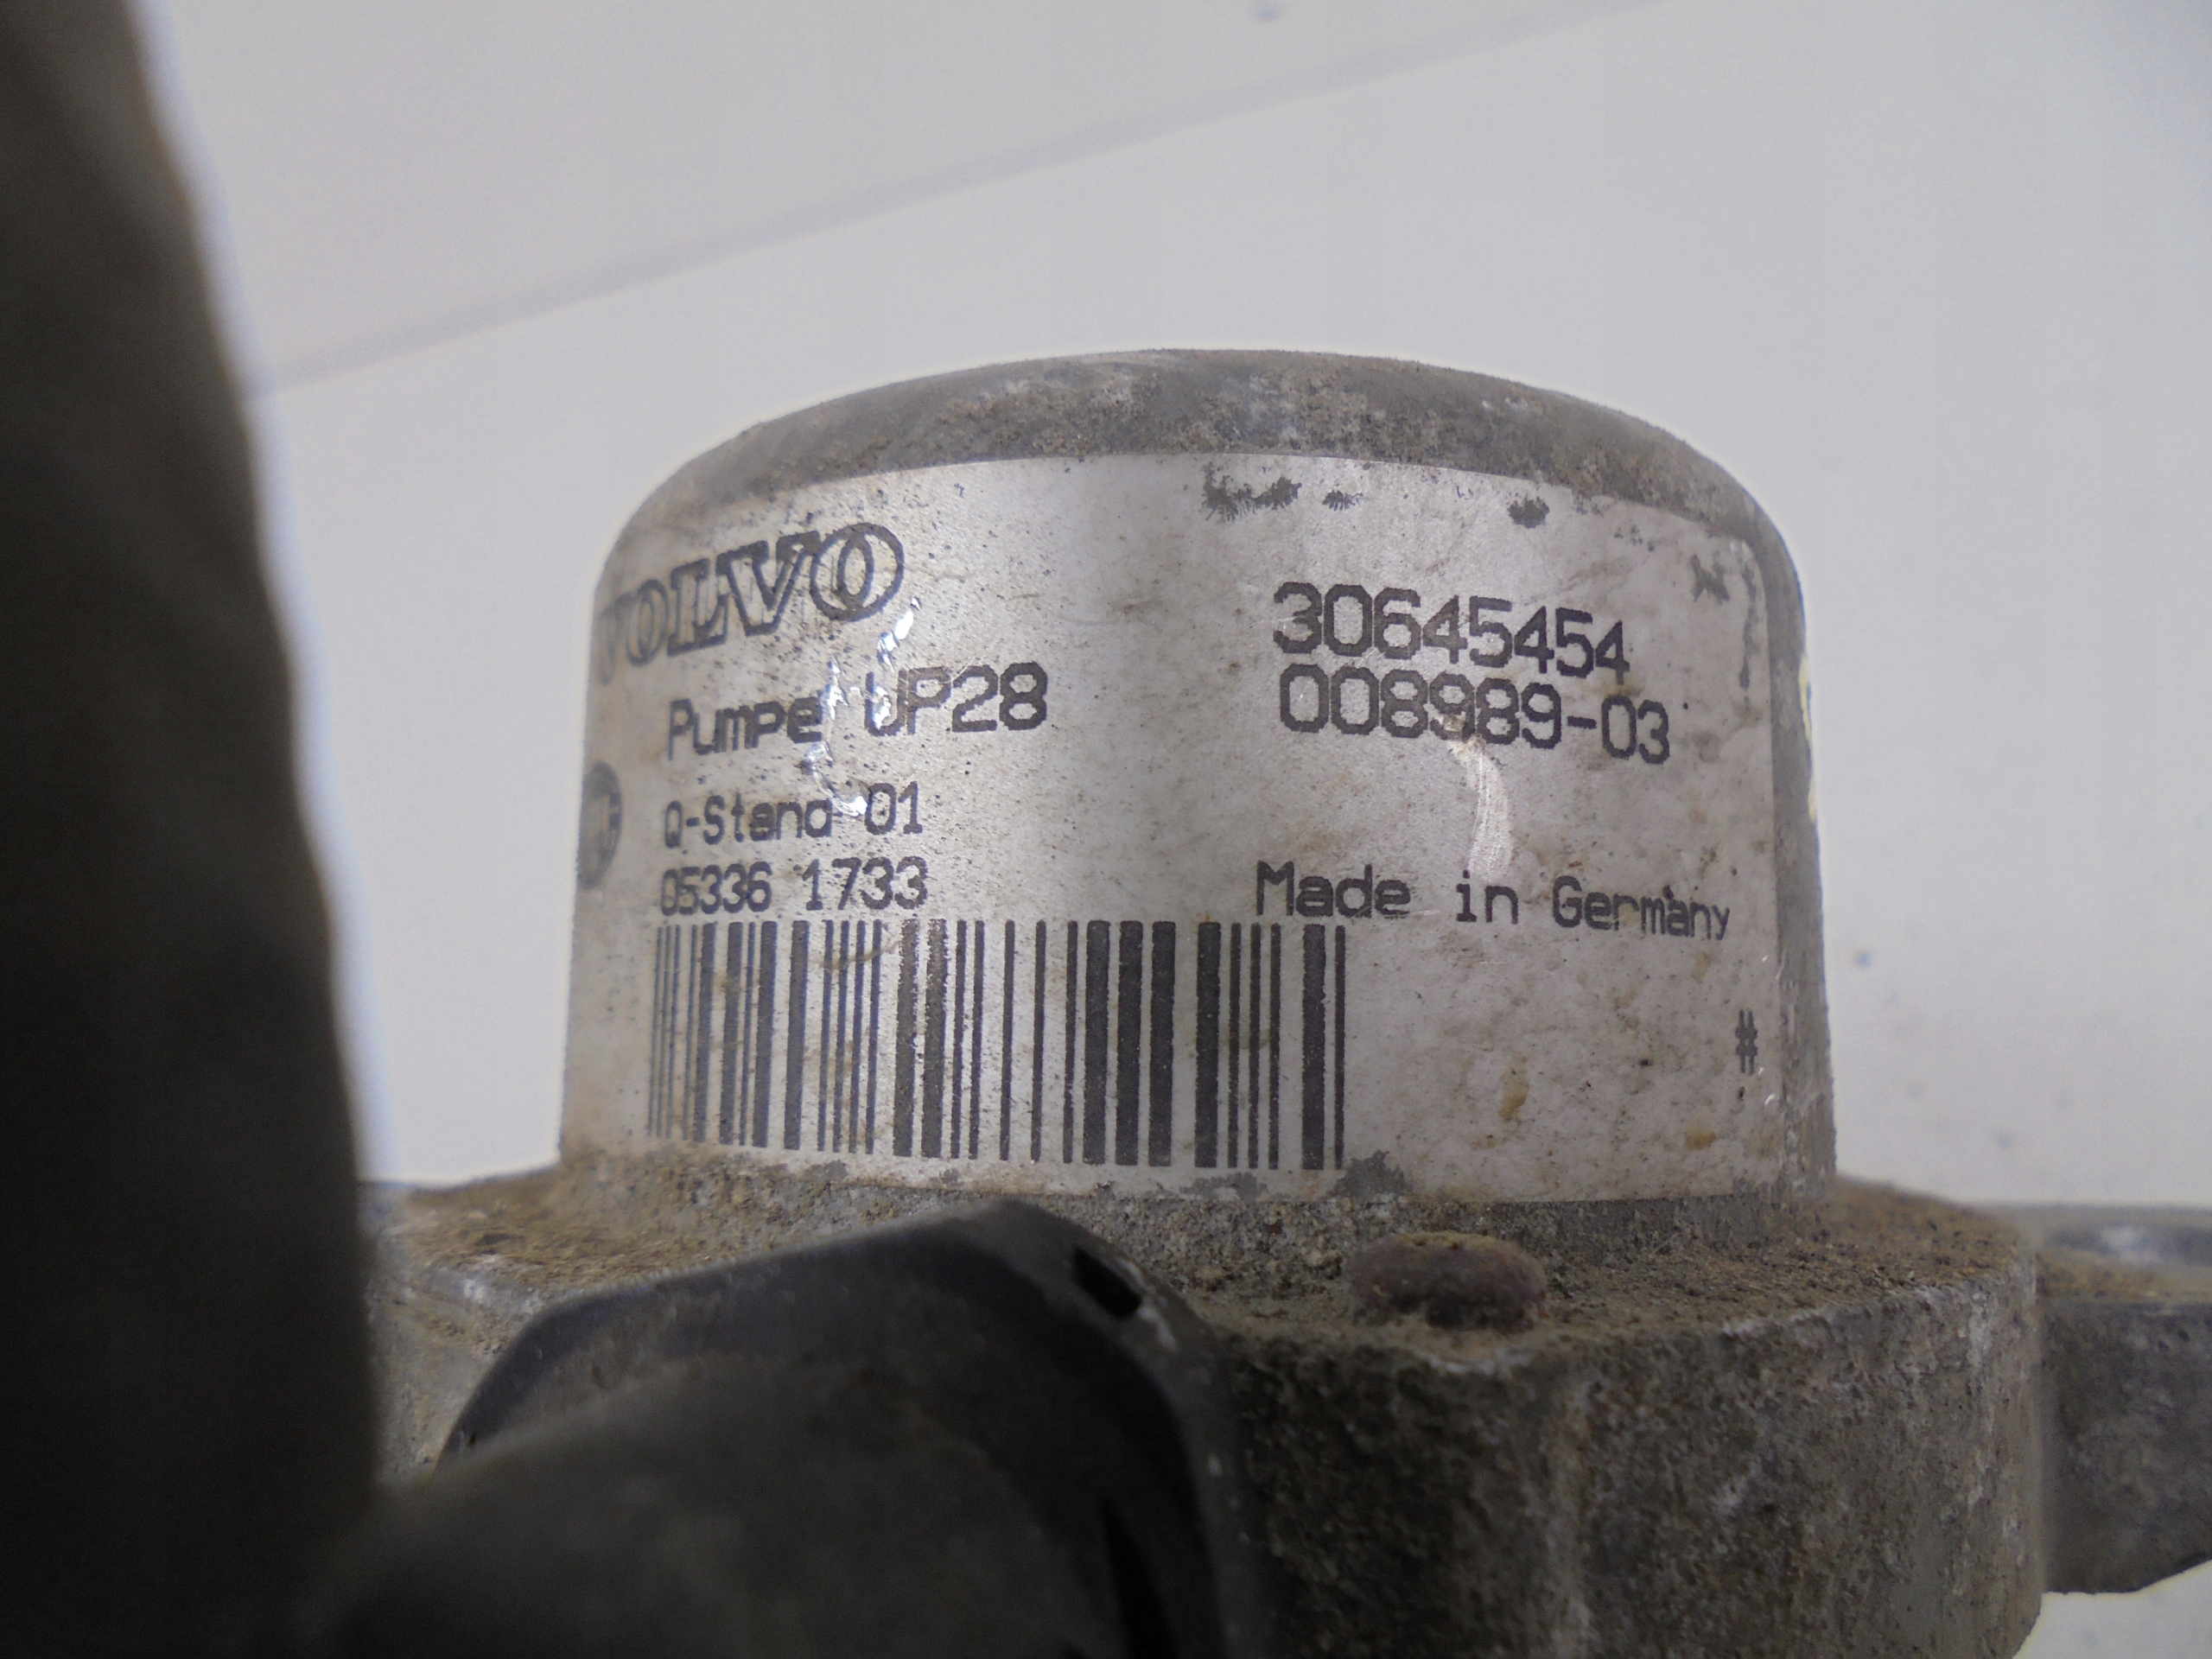 VOLVO
30645454
Pumpe UP28
008989-03
Q-Stand 01
05336 1733
Made in Germany
#